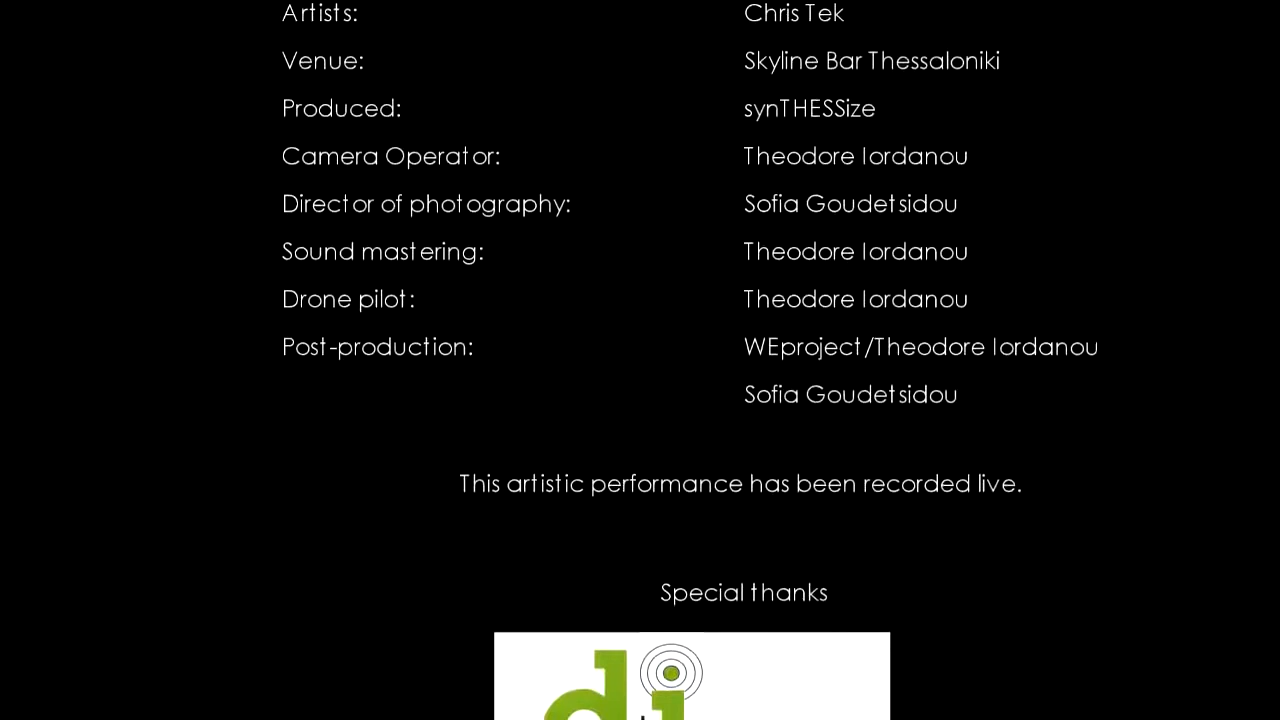 Artists: Chris Tek
Venue: Skyline Bar Thessaloniki
Produced: synTHESSize
Camera Operator: Theodore Iordanou
Director of photography: Sofia Goudetsidou
Sound mastering: Theodore Iordanou
Drone pilot: Theodore Iordanou
Post-production: WEproject/Theodore Iordanou
Sofia Goudetsidou
This artistic performance has been recorded live.
Special thanks